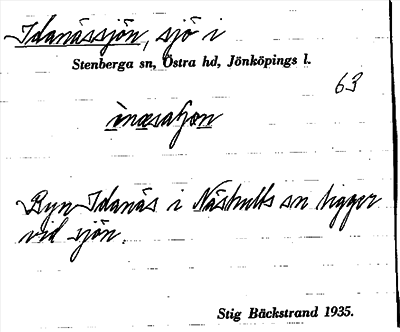 Idanässjön, sjö i
Stenberga sn, Östra hd, Jönköpings l.
63
Byn Idanäs i Näshults sn ligger
vid sjön.
Stig Bäckstrand 1935.